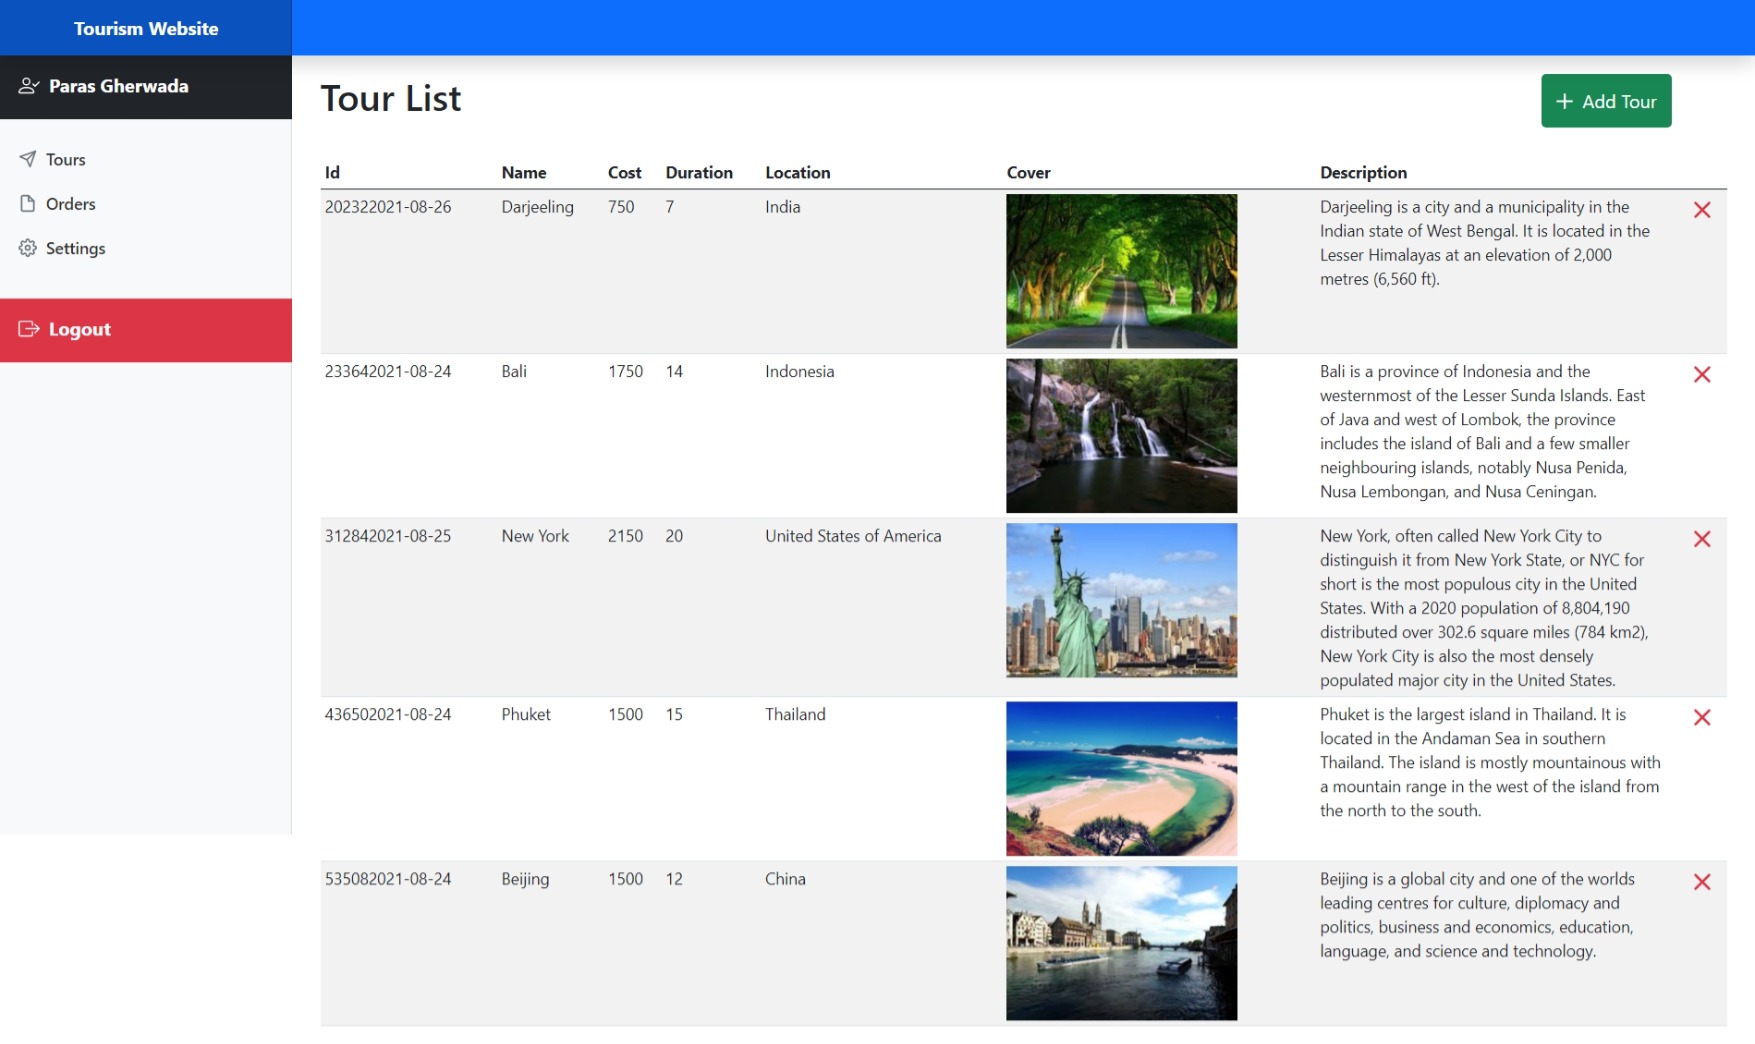 Tourism Website
Paras Gherwada
Tours
Orders
Settings
Logout
Tour List
+ Add Tour
Id Name Cost Duration Location Cover Description
202322021-08-26 Darjeeling 750 7 India
Darjeeling is a city and a municipality in the
Indian state of West Bengal. It is located in the
Lesser Himalayas at an elevation of 2,000
metres (6,560 ft).
233642021-08-24 Bali 1750 14 Indonesia
Bali is a province of Indonesia and the
westernmost of the Lesser Sunda Islands. East
of Java and west of Lombok, the province
includes the island of Bali and a few smaller
neighbouring islands, notably Nusa Penida,
Nusa Lembongan, and Nusa Ceningan.
312842021-08-25 New York 2150 20 United States of America
New York, often called New York City to
distinguish it from New York State, or NYC for
short is the most populous city in the United
States. With a 2020 population of 8,804,190
distributed over 302.6 square miles (784 km2),
New York City is also the most densely
populated major city in the United States.
436502021-08-24 Phuket 1500 15 Thailand
Phuket is the largest island in Thailand. It is
located in the Andaman Sea in southern
Thailand. The island is mostly mountainous with
a mountain range in the west of the island from
the north to the south.
535082021-08-24 Beijing 1500 12 China
Beijing is a global city and one of the worlds
leading centres for culture, diplomacy and
politics, business and economics, education,
language, and science and technology.